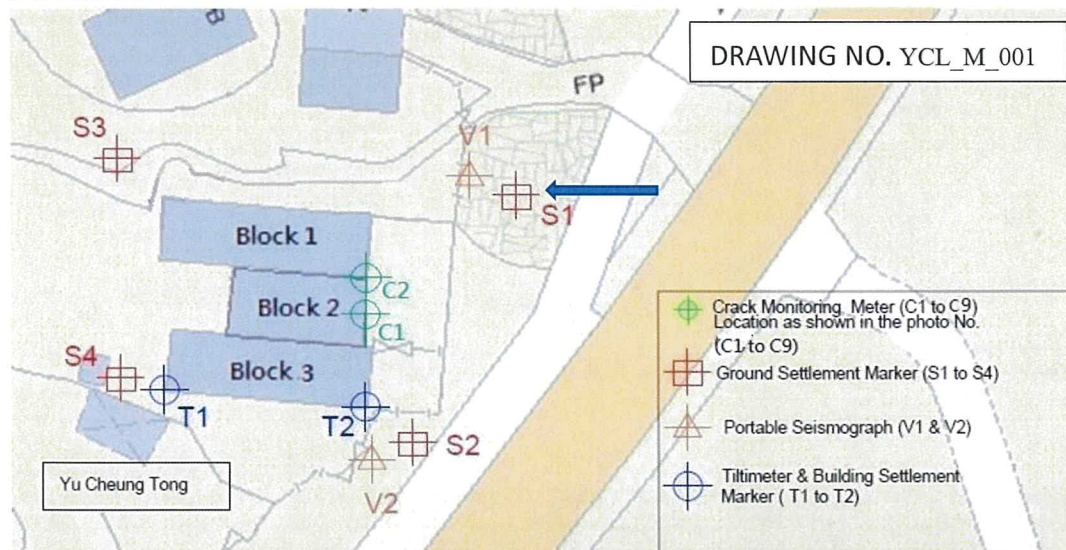 DRAWING NO. YCL_M_001
FP
S3
V1
S1
Block 1
C2
Block 2
C1
S4
Block 3
T1
T2
S2
V2
Yu Cheung Tong
Crack Monitoring Meter (C1 to C9)
Location as shown in the photo No.
(C1 to C9)
Ground Settlement Marker (S1 to S4)
Portable Seismograph (V1 & V2)
Tiltimeter & Building Settlement
Marker ( T1 to T2)